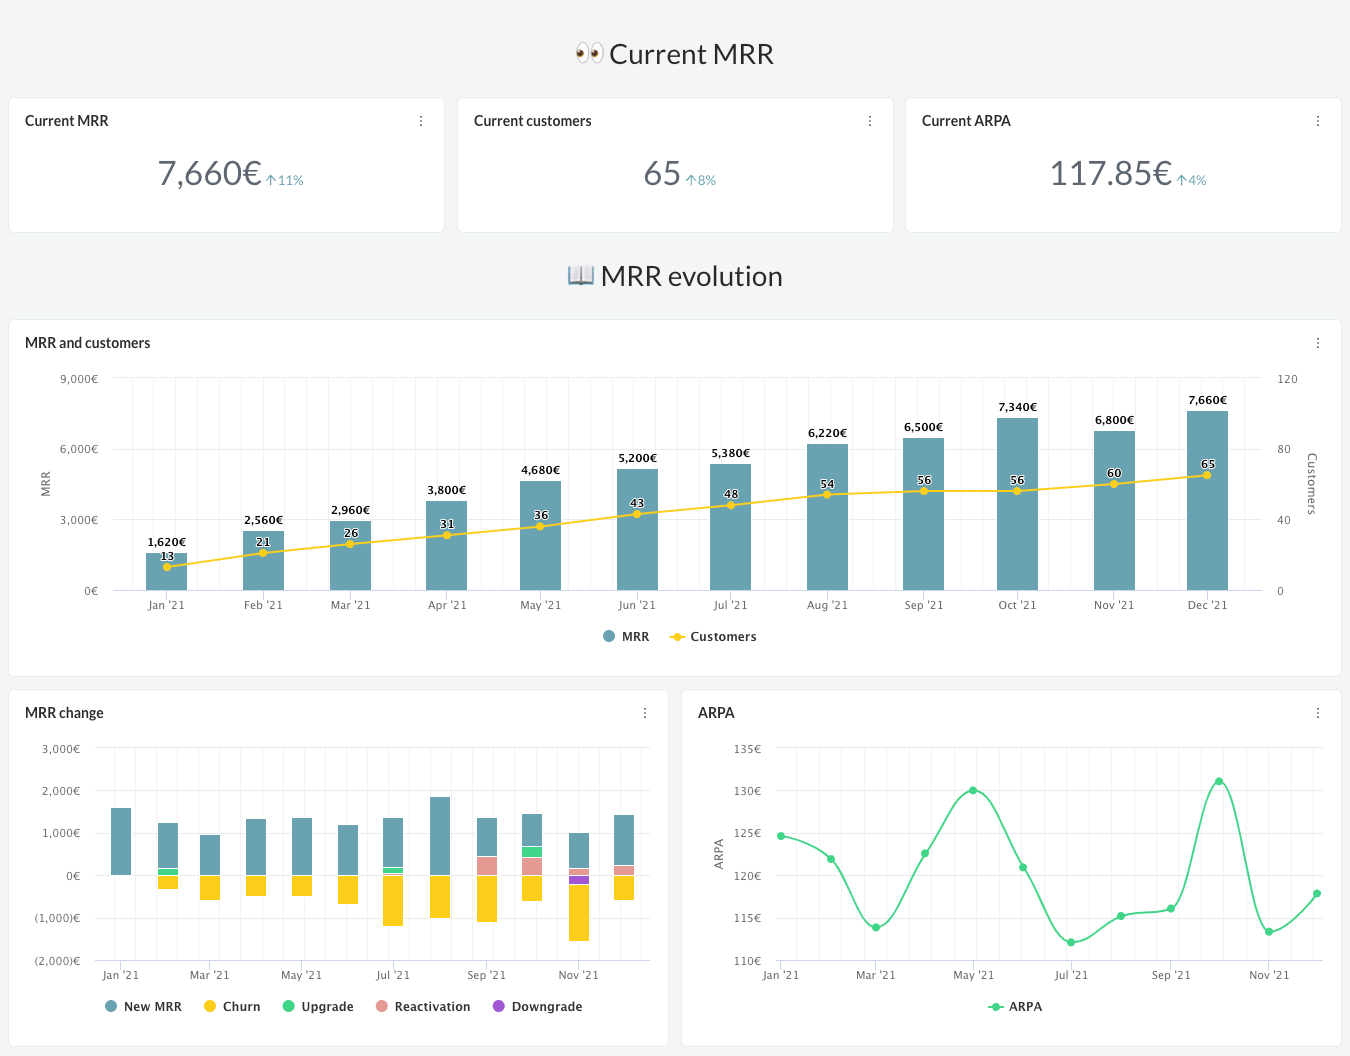 👀 Current MRR
Current MRR
7,660€ ↑11%
Current customers
65 ↑8%
Current ARPA
117.85€ ↑4%
📖 MRR evolution
MRR and customers
9,000€
6,000€
3,000€
0€
MRR
120
80
40
0
Customers
1,620€ 2,560€ 2,960€ 3,800€ 4,680€ 5,200€ 5,380€ 6,220€ 6,500€ 7,340€ 6,800€ 7,660€
13 21 26 31 36 43 48 54 56 56 60 65
Jan '21 Feb '21 Mar '21 Apr '21 May '21 Jun '21 Jul '21 Aug '21 Sep '21 Oct '21 Nov '21 Dec '21
MRR Customers
MRR change
3,000€
2,000€
1,000€
0€
(1,000)€
(2,000)€
Jan '21 Mar '21 May '21 Jul '21 Sep '21 Nov '21
New MRR Churn Upgrade Reactivation Downgrade
ARPA
135€
130€
125€
120€
115€
110€
ARPA
Jan '21 Mar '21 May '21 Jul '21 Sep '21 Nov '21
ARPA